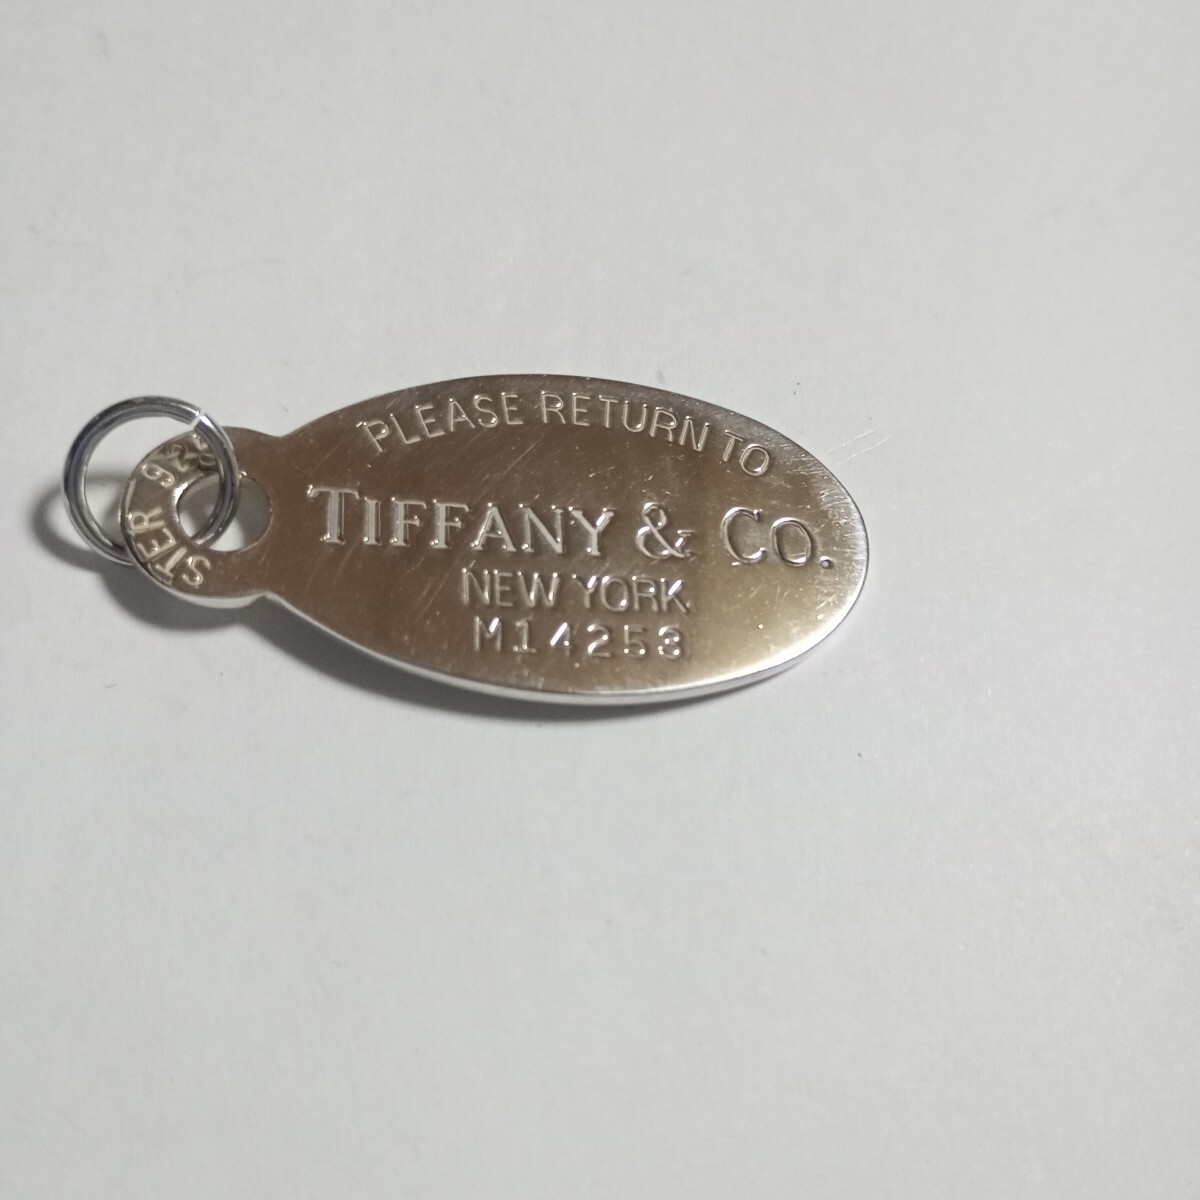 PLEASE RETURN TO
TIFFANY & CO.
NEW YORK
M14253
STER 925